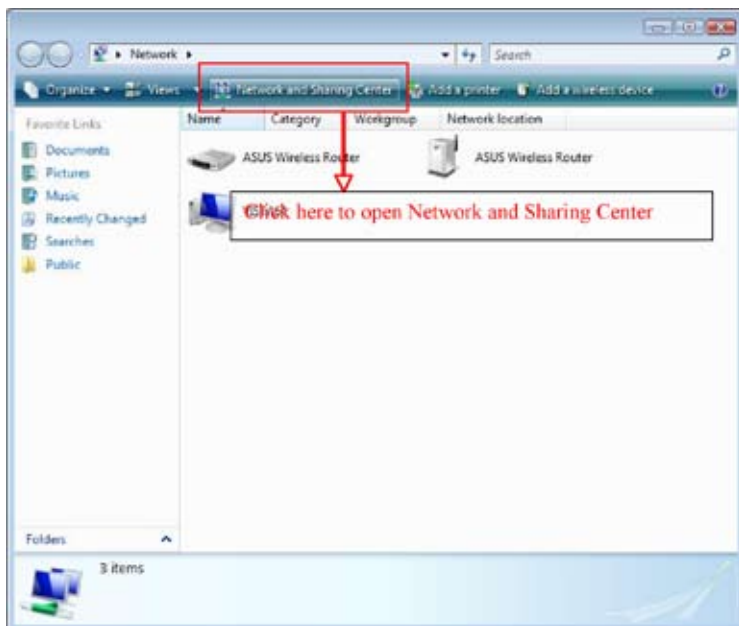 Network
Search
Organize Views Network and Sharing Center Add a printer Add a wireless device
Favorite Links
Documents
Pictures
Music
Recently Changed
Searches
Public
Folders
Name Category Workgroup Network location
ASUS Wireless Router ASUS Wireless Router
Click here to open Network and Sharing Center
3 items